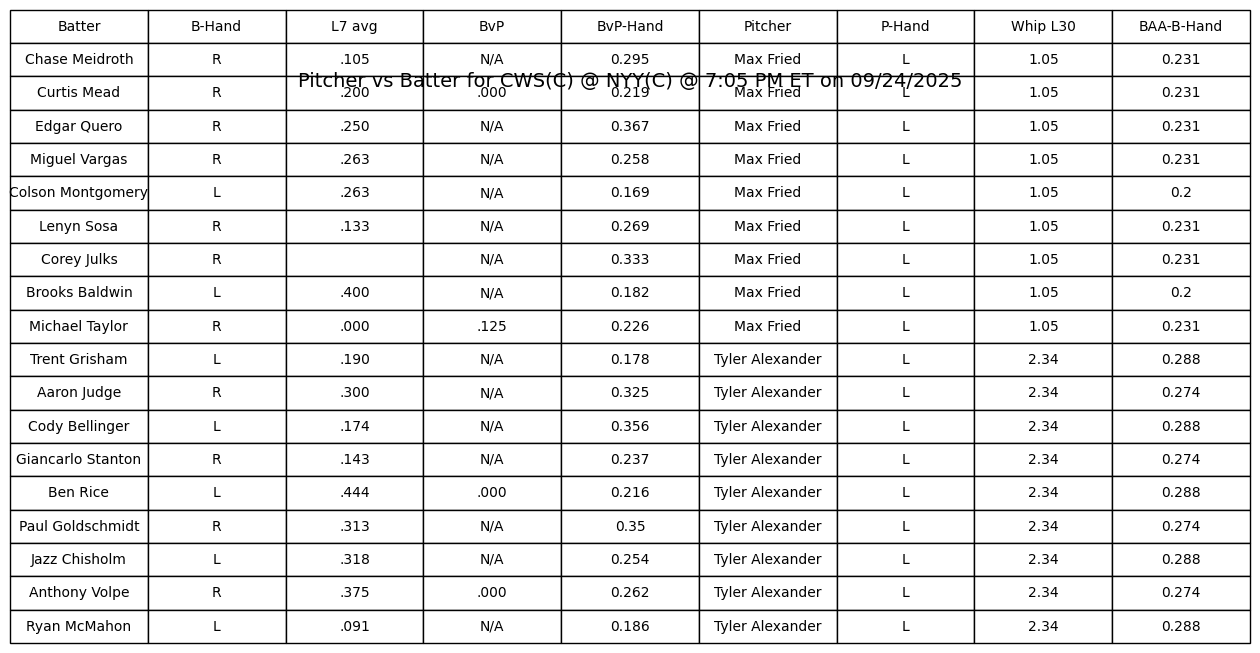 Batter B-Hand L7 avg BvP BvP-Hand Pitcher P-Hand Whip L30 BAA-B-Hand
Chase Meidroth R .105 N/A 0.295 Max Fried L 1.05 0.231
Pitcher vs Batter for CWS(C) @ NYY(C) @ 7:05 PM ET on 09/24/2025
Curtis Mead R .200 .000 0.219 Max Fried L 1.05 0.231
Edgar Quero R .250 N/A 0.367 Max Fried L 1.05 0.231
Miguel Vargas R .263 N/A 0.258 Max Fried L 1.05 0.231
Colson Montgomery L .263 N/A 0.169 Max Fried L 1.05 0.2
Lenyn Sosa R .133 N/A 0.269 Max Fried L 1.05 0.231
Corey Julks R N/A 0.333 Max Fried L 1.05 0.231
Brooks Baldwin L .400 N/A 0.182 Max Fried L 1.05 0.2
Michael Taylor R .000 .125 0.226 Max Fried L 1.05 0.231
Trent Grisham L .190 N/A 0.178 Tyler Alexander L 2.34 0.288
Aaron Judge R .300 N/A 0.325 Tyler Alexander L 2.34 0.274
Cody Bellinger L .174 N/A 0.356 Tyler Alexander L 2.34 0.288
Giancarlo Stanton R .143 N/A 0.237 Tyler Alexander L 2.34 0.274
Ben Rice L .444 .000 0.216 Tyler Alexander L 2.34 0.288
Paul Goldschmidt R .313 N/A 0.35 Tyler Alexander L 2.34 0.274
Jazz Chisholm L .318 N/A 0.254 Tyler Alexander L 2.34 0.288
Anthony Volpe R .375 .000 0.262 Tyler Alexander L 2.34 0.274
Ryan McMahon L .091 N/A 0.186 Tyler Alexander L 2.34 0.288